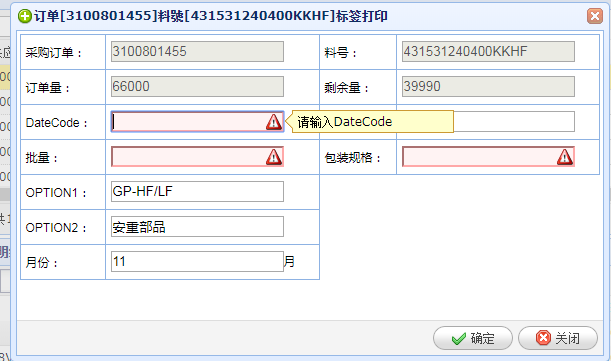 订单[3100801455]料號[431531240400KKHF]标签打印
采购订单： 3100801455 料号： 431531240400KKHF
订单量： 66000 剩余量： 39990
DateCode： 请输入DateCode
批量： 包装规格：
OPTION1： GP-HF/LF
OPTION2： 安重部品
月份： 11 月
确定 关闭